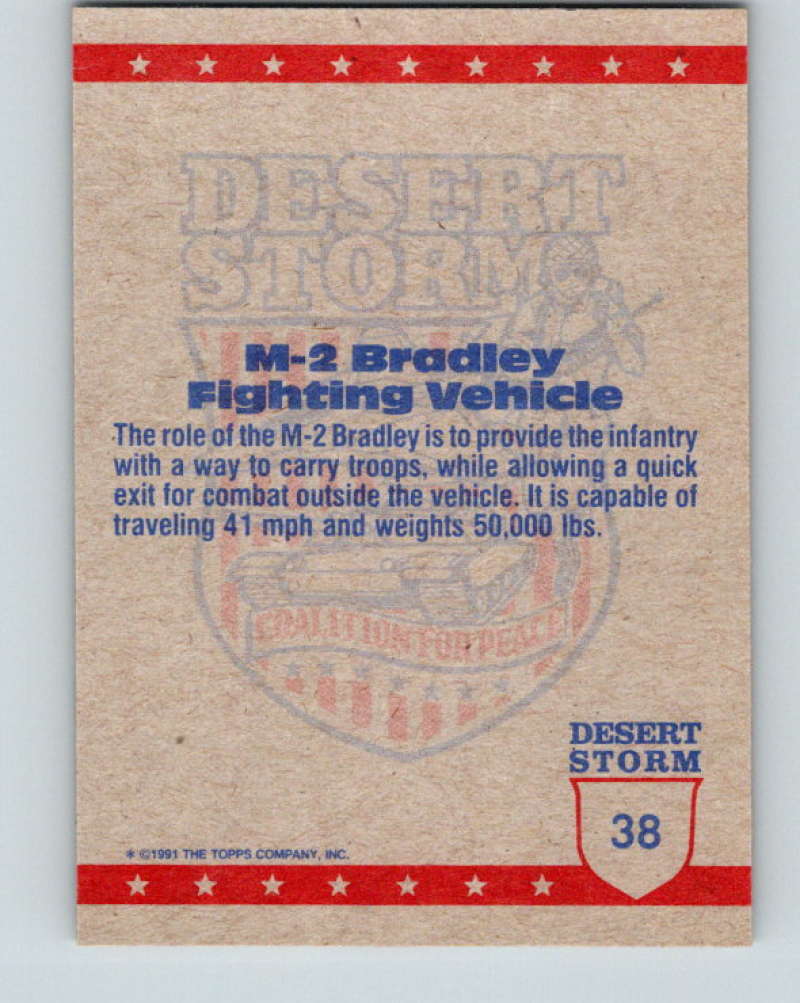 DESERT
STORM
M-2 Bradley
Fighting Vehicle
The role of the M-2 Bradley is to provide the infantry
with a way to carry troops, while allowing a quick
exit for combat outside the vehicle. It is capable of
traveling 41 mph and weights 50,000 lbs.
COALITION FOR PEACE
DESERT
STORM
38
* ©1991 THE TOPPS COMPANY, INC.